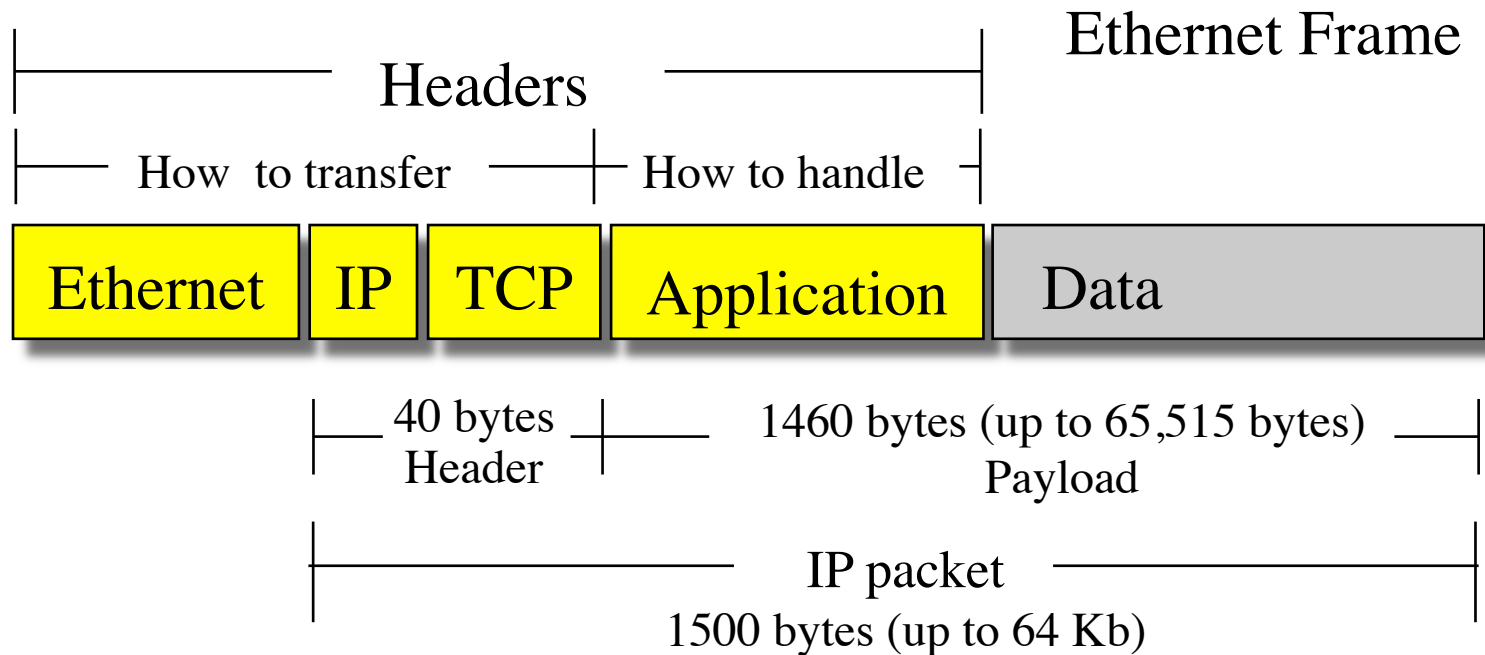 Ethernet Frame
Headers
How to transfer
How to handle
Ethernet
IP
TCP
Application
Data
40 bytes
Header
1460 bytes (up to 65,515 bytes)
Payload
IP packet
1500 bytes (up to 64 Kb)